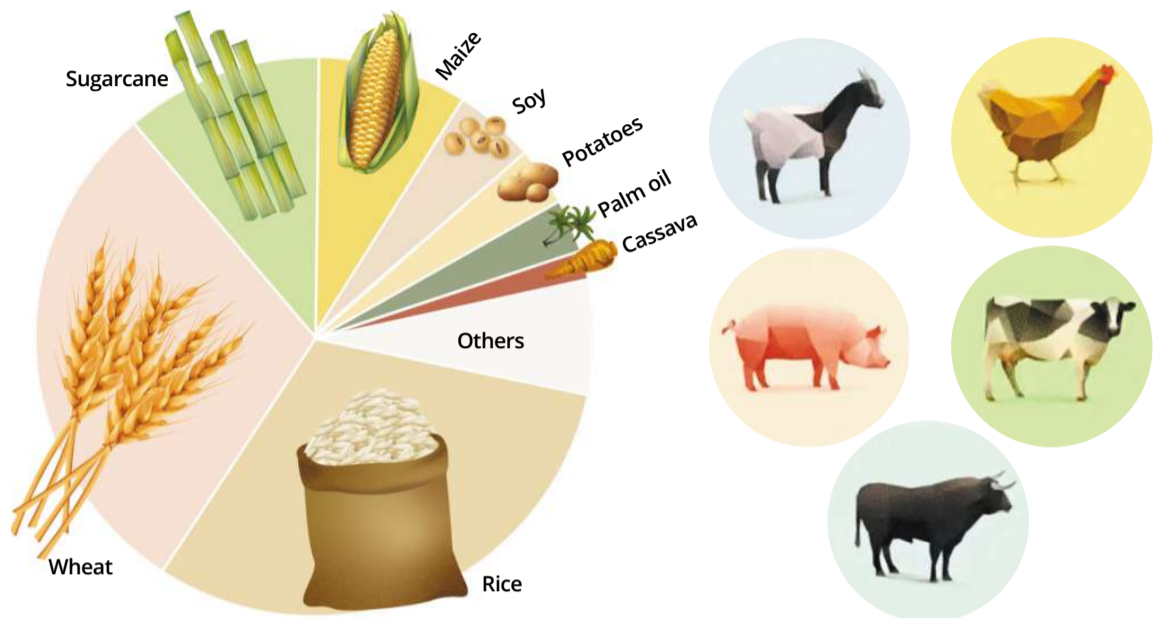 Sugarcane
Maize
Soy
Potatoes
Palm oil
Cassava
Others
Wheat
Rice